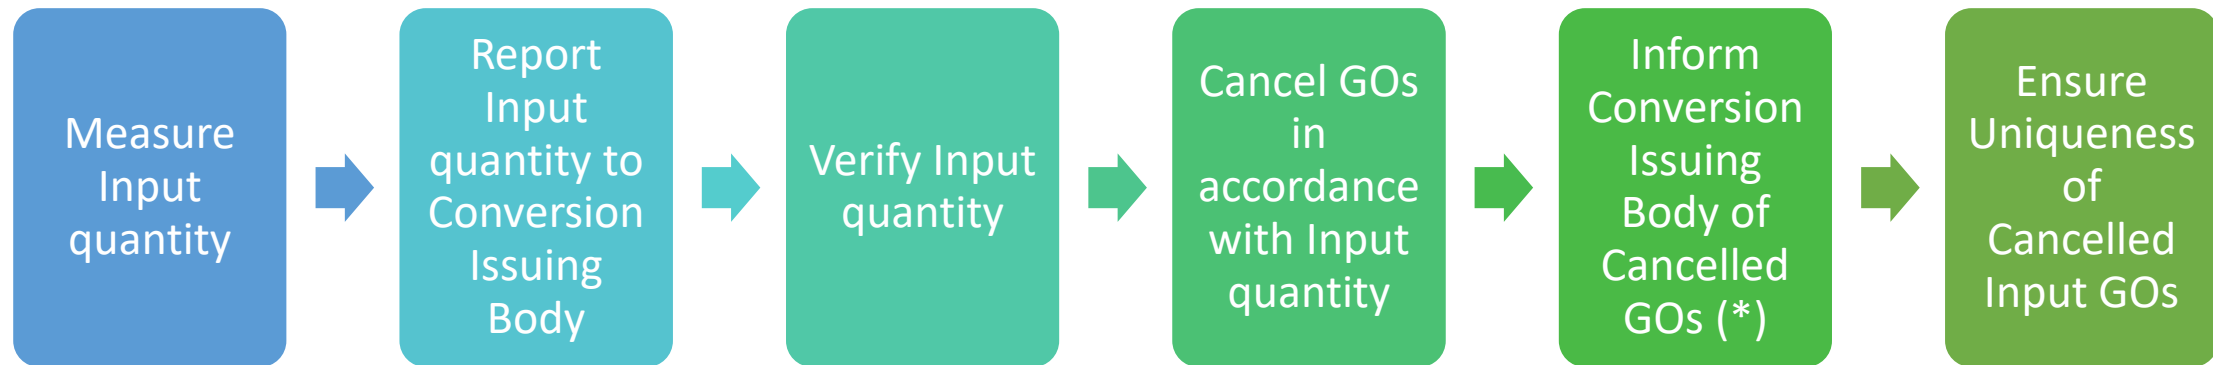 Measure
Input
quantity
Report
Input
quantity to
Conversion
Issuing
Body
Verify Input
quantity
Cancel GOs
in
accordance
with Input
quantity
Inform
Conversion
Issuing
Body of
Cancelled
GOs (*)
Ensure
Uniqueness
of
Cancelled
Input GOs